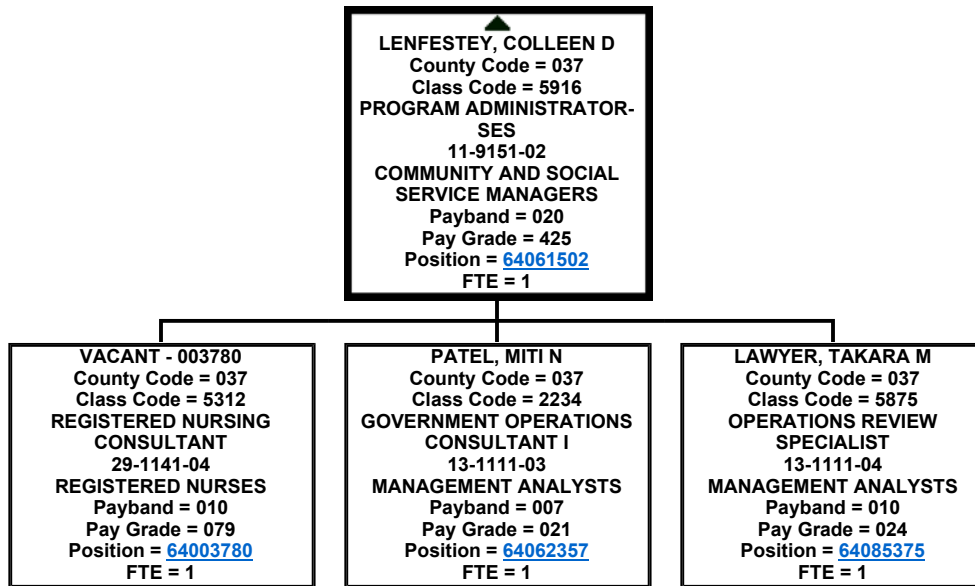 LENFESTEY, COLLEEN D
County Code = 037
Class Code = 5916
PROGRAM ADMINISTRATOR-
SES
11-9151-02
COMMUNITY AND SOCIAL
SERVICE MANAGERS
Payband = 020
Pay Grade = 425
Position = 64061502
FTE = 1
VACANT - 003780
County Code = 037
Class Code = 5312
REGISTERED NURSING
CONSULTANT
29-1141-04
REGISTERED NURSES
Payband = 010
Pay Grade = 079
Position = 64003780
FTE = 1
PATEL, MITI N
County Code = 037
Class Code = 2234
GOVERNMENT OPERATIONS
CONSULTANT I
13-1111-03
MANAGEMENT ANALYSTS
Payband = 007
Pay Grade = 021
Position = 64062357
FTE = 1
LAWYER, TAKARA M
County Code = 037
Class Code = 5875
OPERATIONS REVIEW
SPECIALIST
13-1111-04
MANAGEMENT ANALYSTS
Payband = 010
Pay Grade = 024
Position = 64085375
FTE = 1